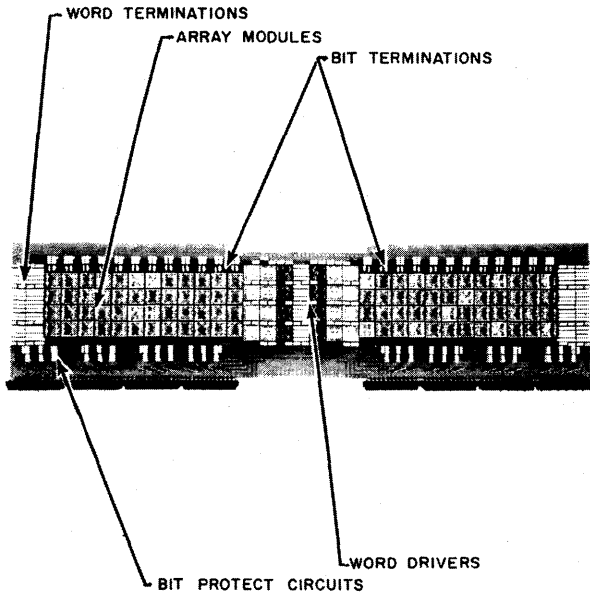 WORD TERMINATIONS
ARRAY MODULES
BIT TERMINATIONS
WORD DRIVERS
BIT PROTECT CIRCUITS